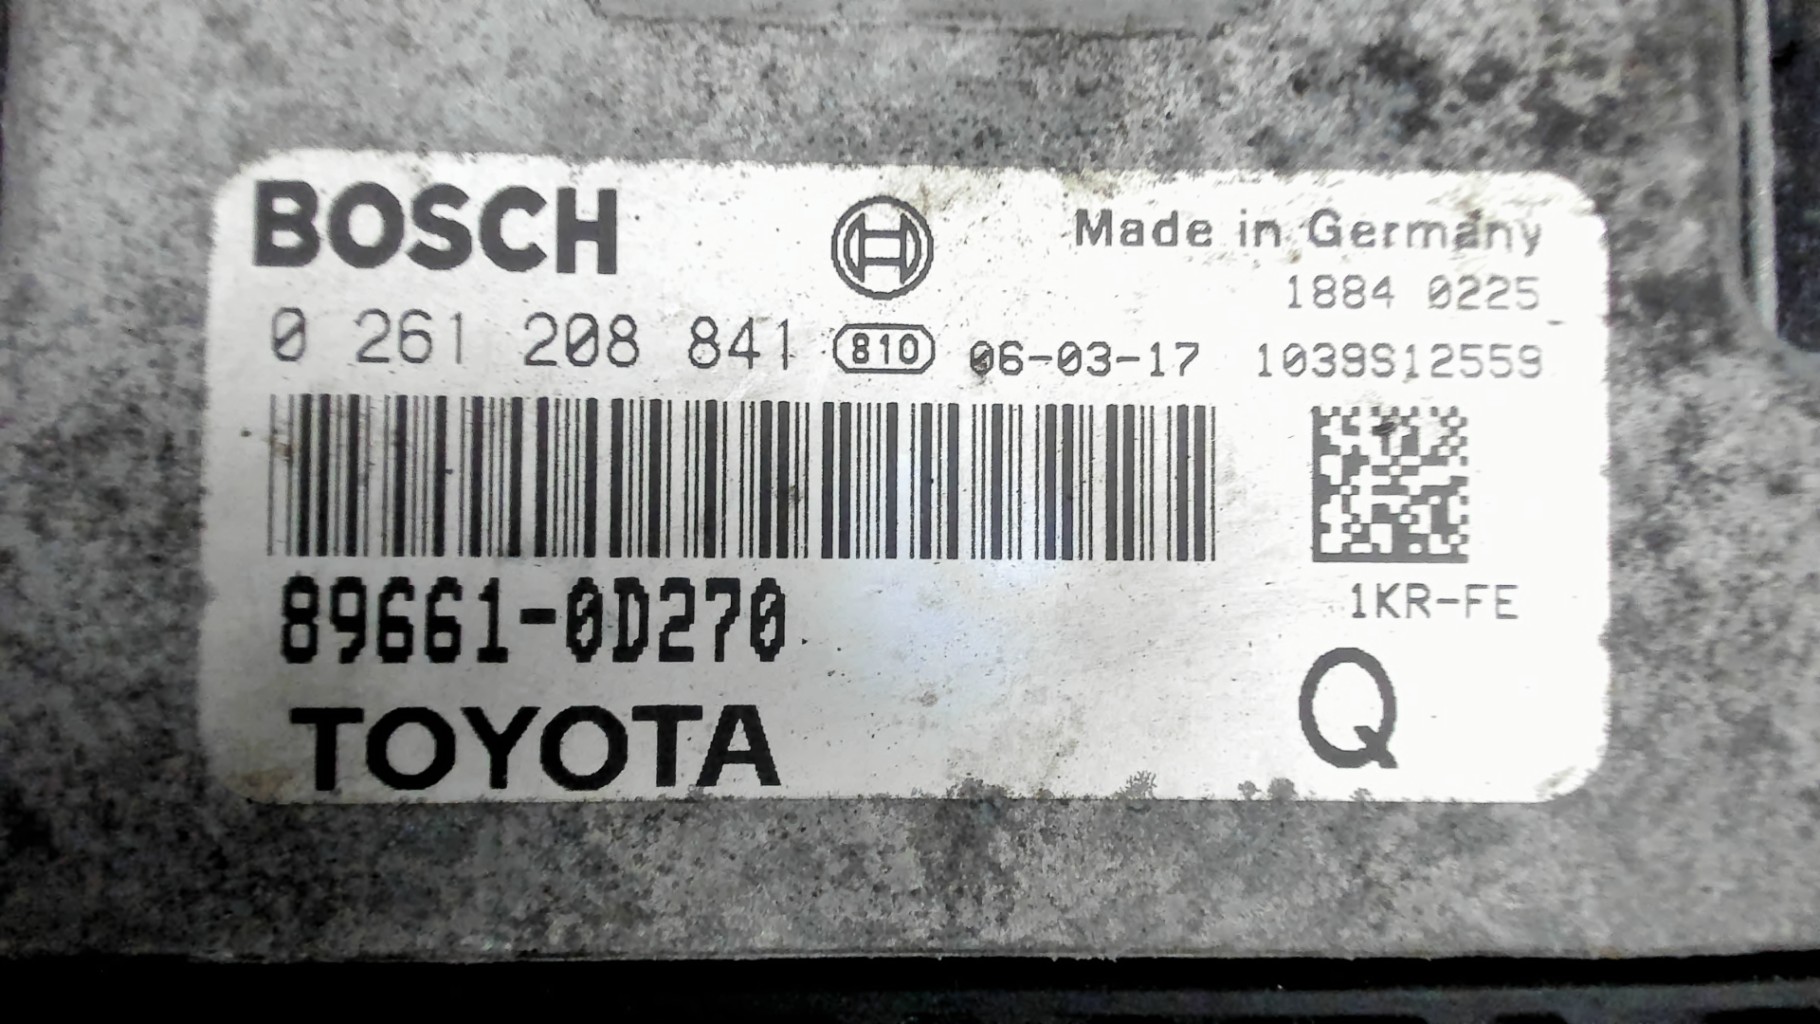 BOSCH
Made in Germany
1884 0225
0 261 208 841 810 06-03-17 1039S12559
89661-0D270
1KR-FE
TOYOTA
Q